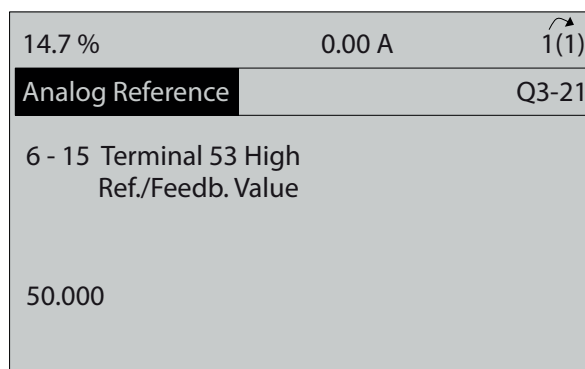 14.7 % 0.00 A 1(1)
Analog Reference Q3-21
6 - 15 Terminal 53 High
Ref./Feedb. Value
50.000